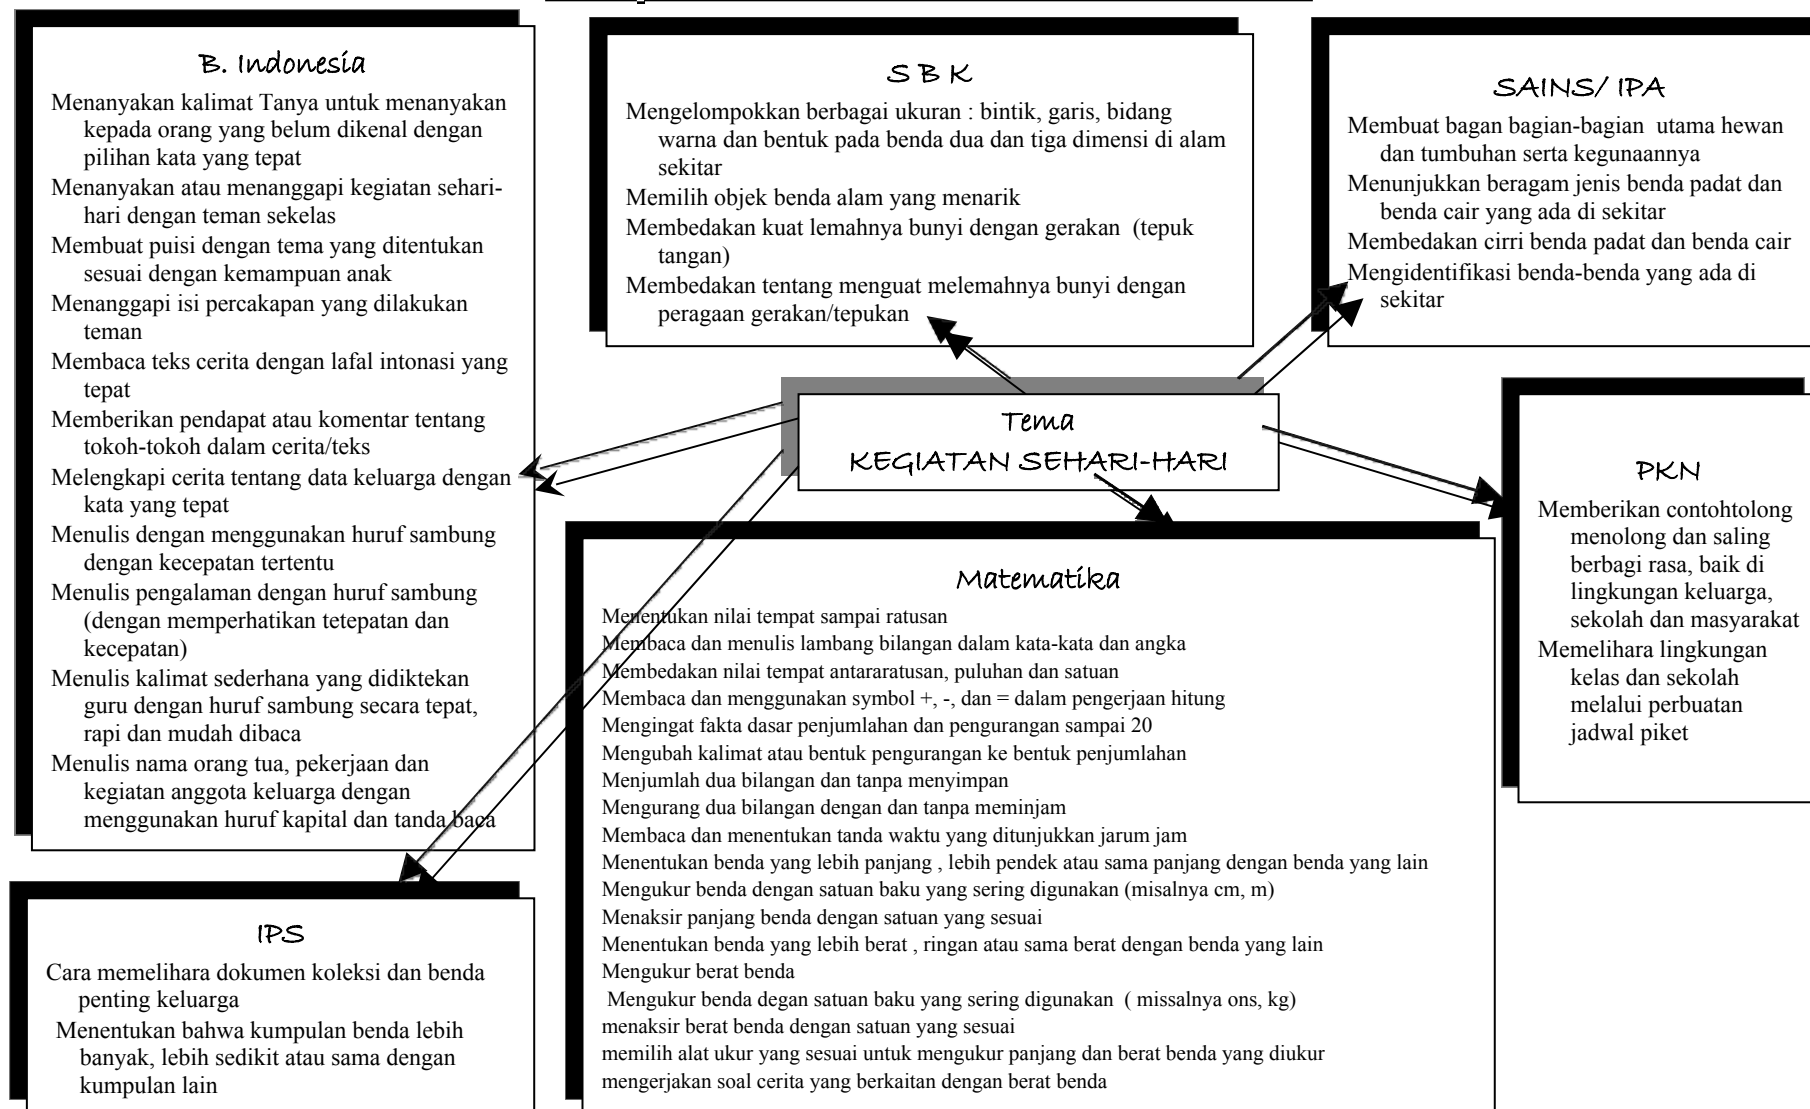 B. Indonesia
Menanyakan kalimat Tanya untuk menanyakan
kepada orang yang belum dikenal dengan
pilihan kata yang tepat
Menanyakan atau menanggapi kegiatan sehari-
hari dengan teman sekelas
Membuat puisi dengan tema yang ditentukan
sesuai dengan kemampuan anak
Menanggapi isi percakapan yang dilakukan
teman
Membaca teks cerita dengan lafal intonasi yang
tepat
Memberikan pendapat atau komentar tentang
tokoh-tokoh dalam cerita/teks
Melengkapi cerita tentang data keluarga dengan
kata yang tepat
Menulis dengan menggunakan huruf sambung
dengan kecepatan tertentu
Menulis pengalaman dengan huruf sambung
(dengan memperhatikan tetepatan dan
kecepatan)
Menulis kalimat sederhana yang didiktekan
guru dengan huruf sambung secara tepat,
rapi dan mudah dibaca
Menulis nama orang tua, pekerjaan dan
kegiatan anggota keluarga dengan
menggunakan huruf kapital dan tanda baca
S B K
Mengelompokkan berbagai ukuran : bintik, garis, bidang
warna dan bentuk pada benda dua dan tiga dimensi di alam
sekitar
Memilih objek benda alam yang menarik
Membedakan kuat lemahnya bunyi dengan gerakan (tepuk
tangan)
Membedakan tentang menguat melemahnya bunyi dengan
peragaan gerakan/tepukan
SAINS/ IPA
Membuat bagan bagian-bagian utama hewan
dan tumbuhan serta kegunaannya
Menunjukkan beragam jenis benda padat dan
benda cair yang ada di sekitar
Membedakan cirri benda padat dan benda cair
Mengidentifikasi benda-benda yang ada di
sekitar
Tema
KEGIATAN SEHARI-HARI
PKN
Memberikan contohtolong
menolong dan saling
berbagi rasa, baik di
lingkungan keluarga,
sekolah dan masyarakat
Memelihara lingkungan
kelas dan sekolah
melalui perbuatan
jadwal piket
Matematika
Menentukan nilai tempat sampai ratusan
Membaca dan menulis lambang bilangan dalam kata-kata dan angka
Membedakan nilai tempat antararatusan, puluhan dan satuan
Membaca dan menggunakan symbol +, -, dan = dalam pengerjaan hitung
Mengingat fakta dasar penjumlahan dan pengurangan sampai 20
Mengubah kalimat atau bentuk pengurangan ke bentuk penjumlahan
Menjumlah dua bilangan dan tanpa menyimpan
Mengurang dua bilangan dengan dan tanpa meminjam
Membaca dan menentukan tanda waktu yang ditunjukkan jarum jam
Menentukan benda yang lebih panjang , lebih pendek atau sama panjang dengan benda yang lain
Mengukur benda dengan satuan baku yang sering digunakan (misalnya cm, m)
Menaksir panjang benda dengan satuan yang sesuai
Menentukan benda yang lebih berat , ringan atau sama berat dengan benda yang lain
Mengukur berat benda
Mengukur benda degan satuan baku yang sering digunakan ( missalnya ons, kg)
menaksir berat benda dengan satuan yang sesuai
memilih alat ukur yang sesuai untuk mengukur panjang dan berat benda yang diukur
mengerjakan soal cerita yang berkaitan dengan berat benda
IPS
Cara memelihara dokumen koleksi dan benda
penting keluarga
Menentukan bahwa kumpulan benda lebih
banyak, lebih sedikit atau sama dengan
kumpulan lain